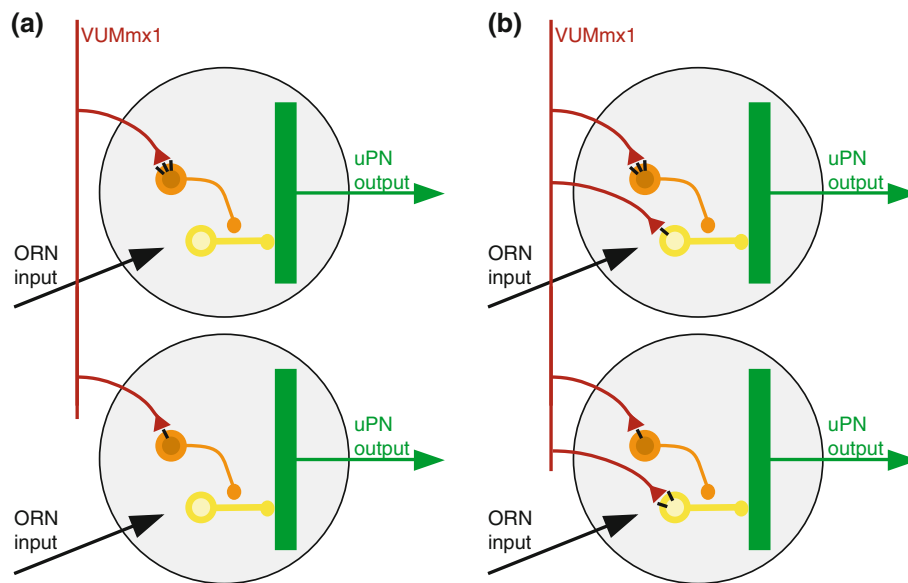 (a)
VUMmx1
uPN
output
ORN
input
uPN
output
ORN
input
(b)
VUMmx1
uPN
output
ORN
input
uPN
output
ORN
input